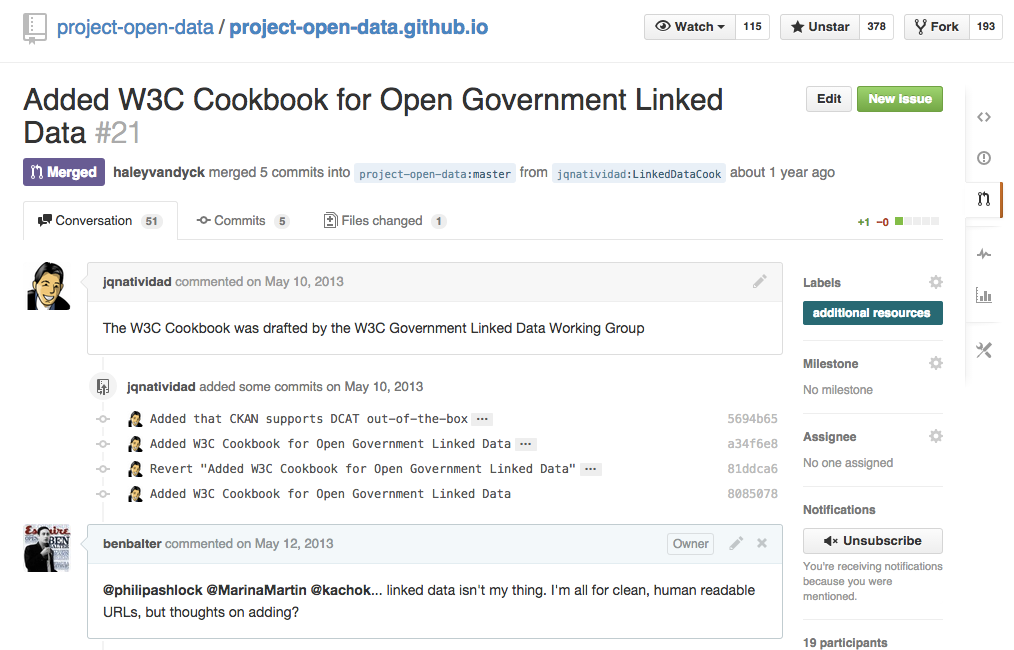 project-open-data / project-open-data.github.io
Watch 115
Unstar 378
Fork 193
Added W3C Cookbook for Open Government Linked
Data #21
Edit
New issue
Merged haleyvandyck merged 5 commits into project-open-data:master from jqnatividad:LinkedDataCook about 1 year ago
Conversation 51
Commits 5
Files changed 1
+1 −0
jqnatividad commented on May 10, 2013
The W3C Cookbook was drafted by the W3C Government Linked Data Working Group
jqnatividad added some commits on May 10, 2013
Added that CKAN supports DCAT out-of-the-box ... 5694b65
Added W3C Cookbook for Open Government Linked Data ... a34f6e8
Revert "Added W3C Cookbook for Open Government Linked Data" ... 81ddca6
Added W3C Cookbook for Open Government Linked Data 8085078
Esquire
BEN
benbalter commented on May 12, 2013 Owner
@philipashlock @MarinaMartin @kachok... linked data isn't my thing. I'm all for clean, human readable
URLs, but thoughts on adding?
Labels
additional resources
Milestone
No milestone
Assignee
No one assigned
Notifications
Unsubscribe
You're receiving notifications
because you were
mentioned.
19 participants